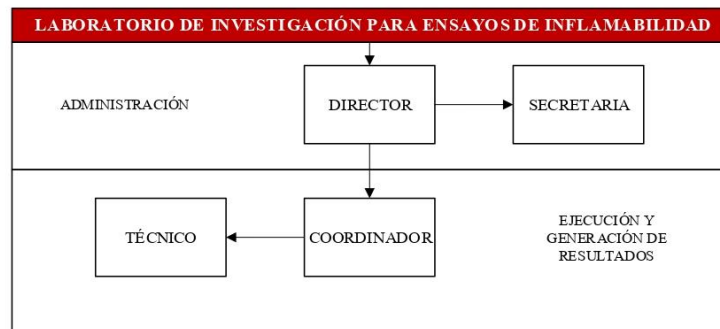 LABORATORIO DE INVESTIGACIÓN PARA ENSAYOS DE INFLAMABILIDAD
ADMINISTRACIÓN
DIRECTOR
SECRETARIA
TÉCNICO
COORDINADOR
EJECUCIÓN Y
GENERACIÓN DE
RESULTADOS